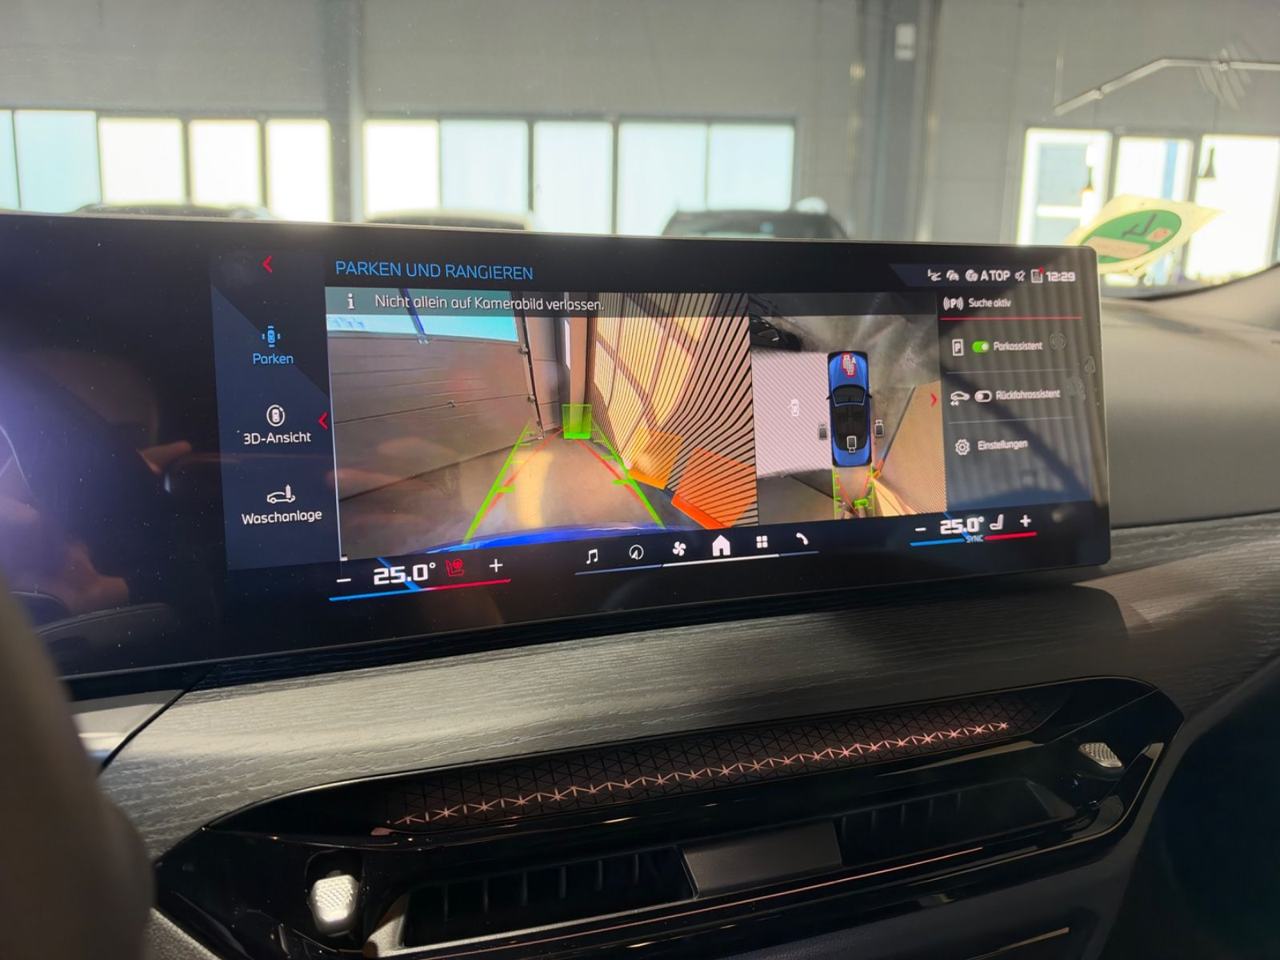 PARKEN UND RANGIEREN
A TOP 12:29
Nicht allein auf Kamerabild verlassen.
Suche aktiv
Parken
Parkassistent
3D-Ansicht
Rückfahrassistent
Einstellungen
Waschanlage
− 25.0° +
− 25.0° +
SYNC